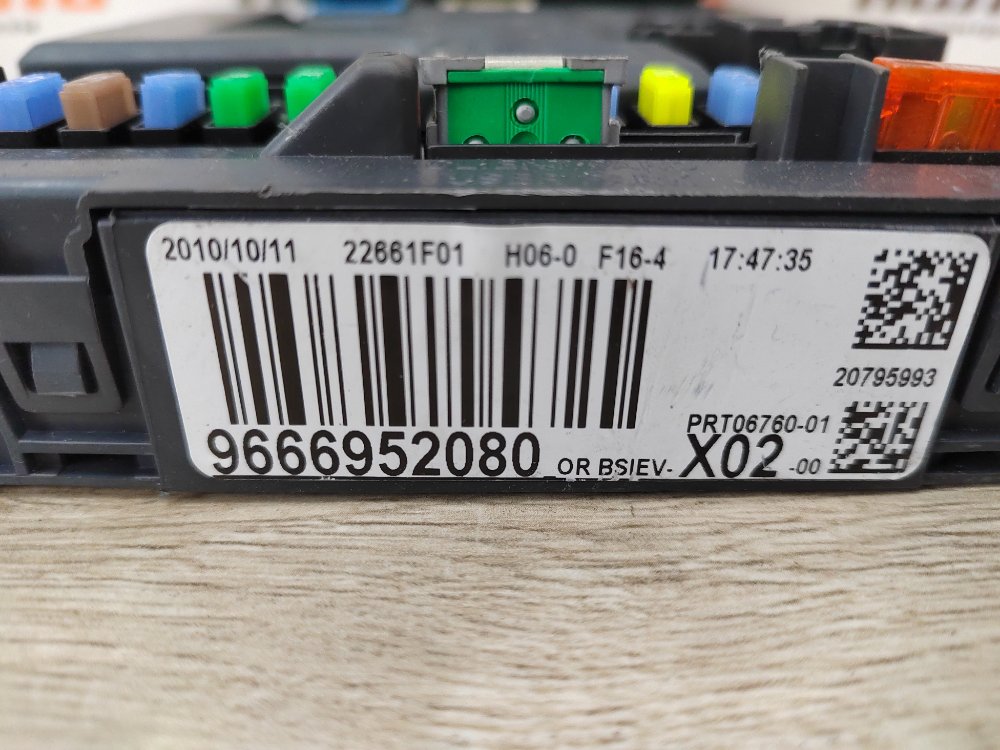 2010/10/11 22661F01 H06-0 F16-4 17:47:35
20795993
PRT06760-01
9666952080 OR BSIEV- X02 -00